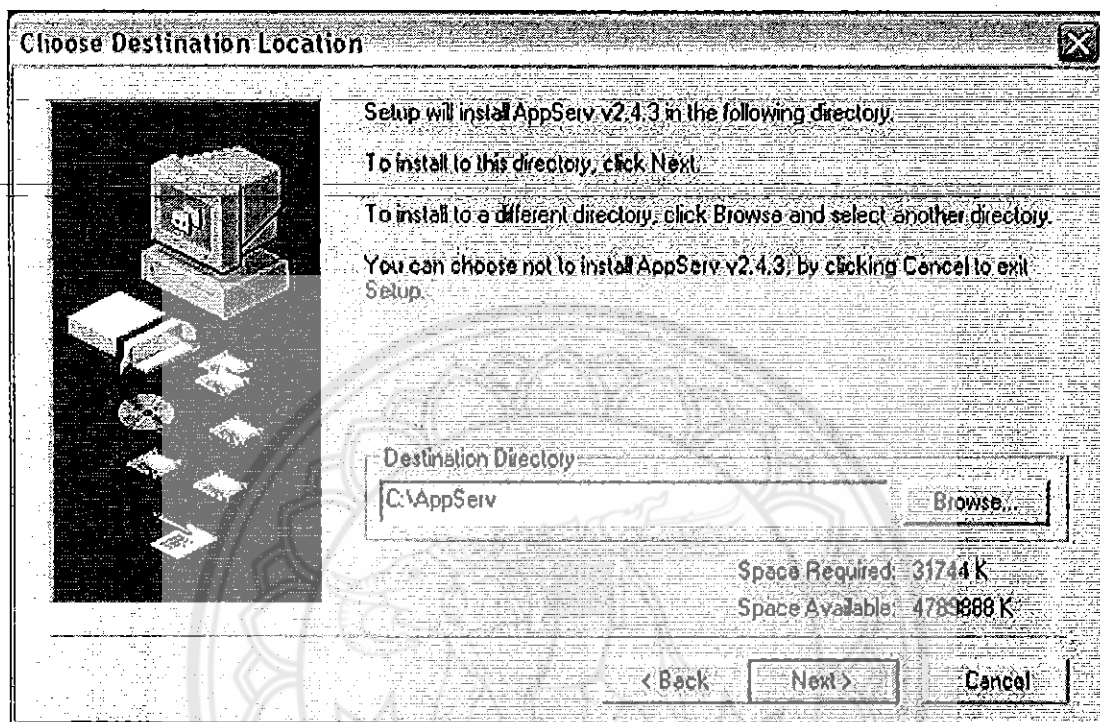 Choose Destination Location
Setup will install AppServ v2.4.3 in the following directory.
To install to this directory, click Next.
To install to a different directory, click Browse and select another directory.
You can choose not to install AppServ v2.4.3, by clicking Cancel to exit
Setup.
Destination Directory
C:\AppServ
Browse...
Space Required: 31744 K
Space Available: 4789888 K
< Back
Next >
Cancel